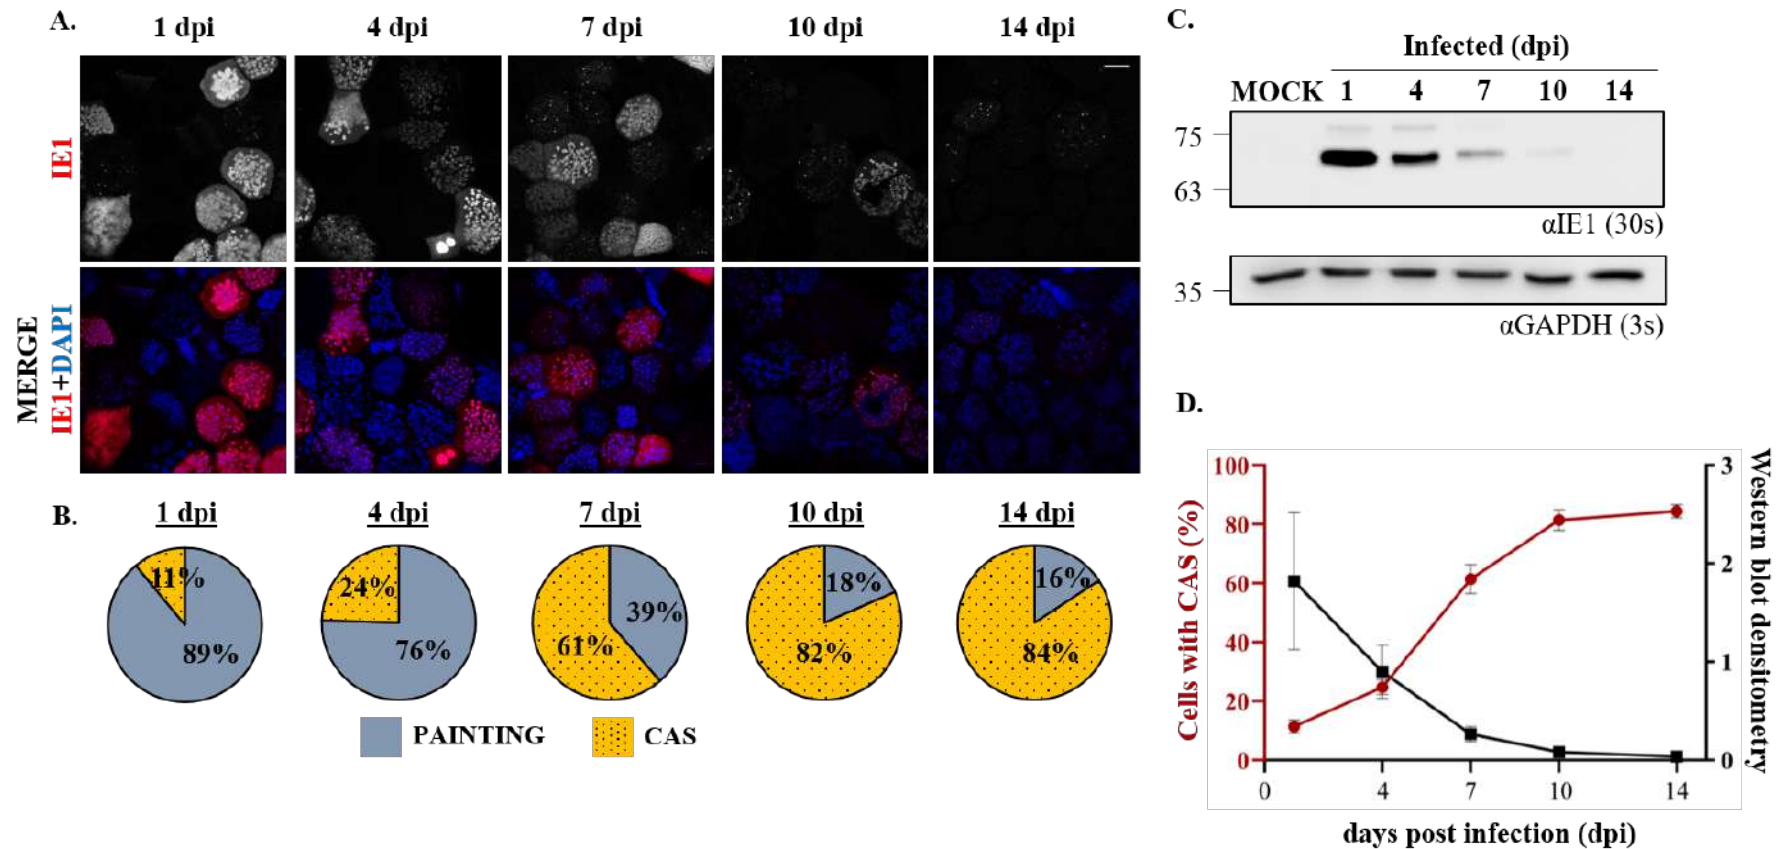 A.
1 dpi 4 dpi 7 dpi 10 dpi 14 dpi
IE1
MERGE
IE1+DAPI
B.
1 dpi 4 dpi 7 dpi 10 dpi 14 dpi
11% 89%
24% 76%
39% 61%
18% 82%
16% 84%
PAINTING CAS
C.
Infected (dpi)
MOCK 1 4 7 10 14
75
63
αIE1 (30s)
35
αGAPDH (3s)
D.
Cells with CAS (%)
100
80
60
40
20
0
3
2
1
0
Western blot densitometry
0 4 7 10 14
days post infection (dpi)